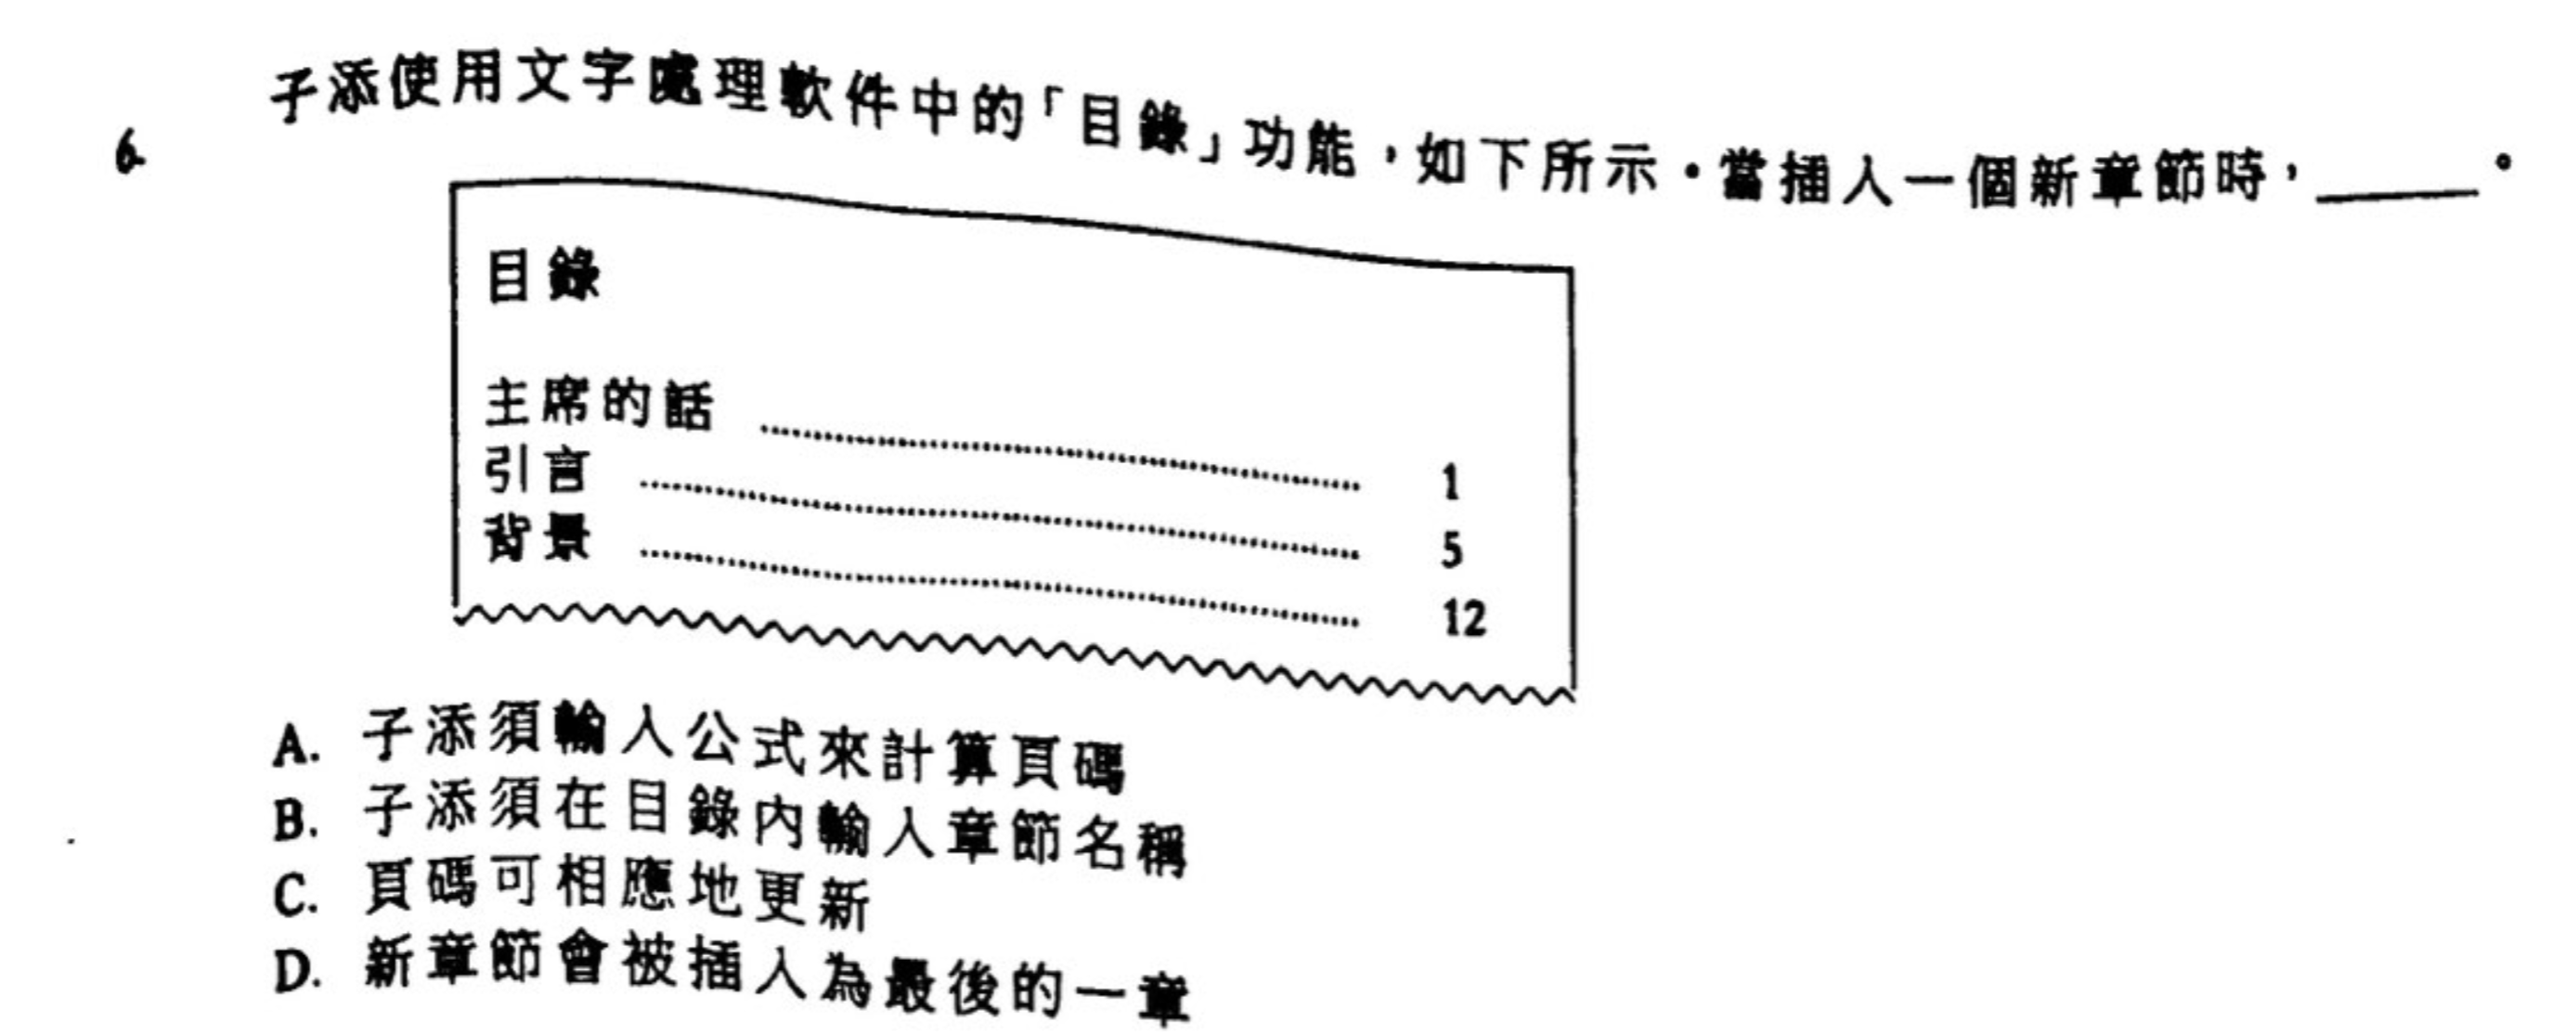 6. 子添使用文字處理軟件中的「目錄」功能，如下所示。當插入一個新章節時，______。
目錄
主席的話 ........................ 1
引言 ........................ 5
背景 ........................ 12
A. 子添須輸入公式來計算頁碼
B. 子添須在目錄內輸入章節名稱
C. 頁碼可相應地更新
D. 新章節會被插入為最後的一章